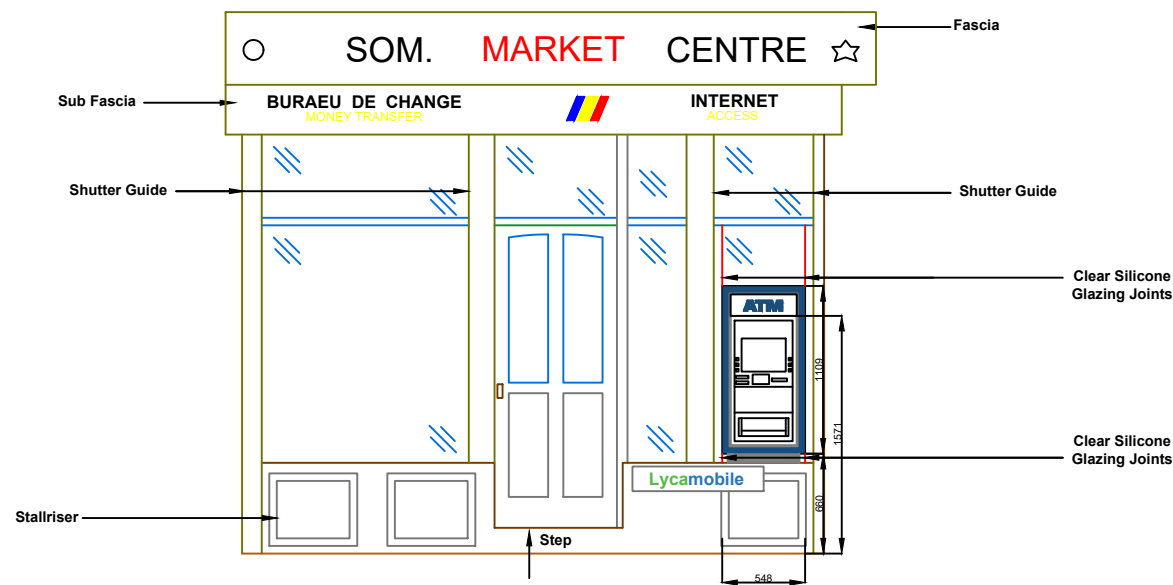 Fascia
SOM. MARKET CENTRE
Sub Fascia
BURAEU DE CHANGE
MONEY TRANSFER
INTERNET
ACCESS
Shutter Guide
Shutter Guide
Clear Silicone
Glazing Joints
ATM
1109
1571
Clear Silicone
Glazing Joints
Lycamobile
660
Stallriser
Step
548